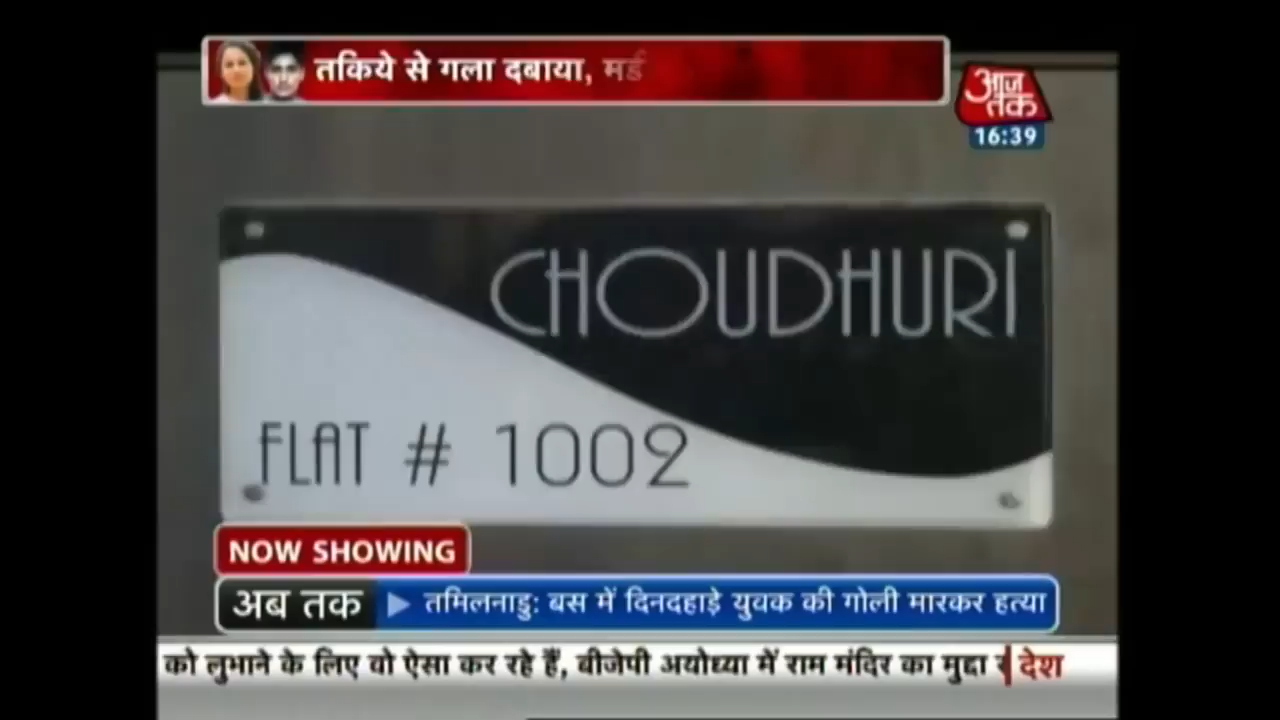 तकिये से गला दबाया, मर्ड
आज
तक
16:39
CHOUDHURI
FLAT # 1002
NOW SHOWING
अब तक
तमिलनाडु: बस में दिनदहाड़े युवक की गोली मारकर हत्या
को लुभाने के लिए वो ऐसा कर रहे हैं, बीजेपी अयोध्या में राम मंदिर का मुद्दा
देश